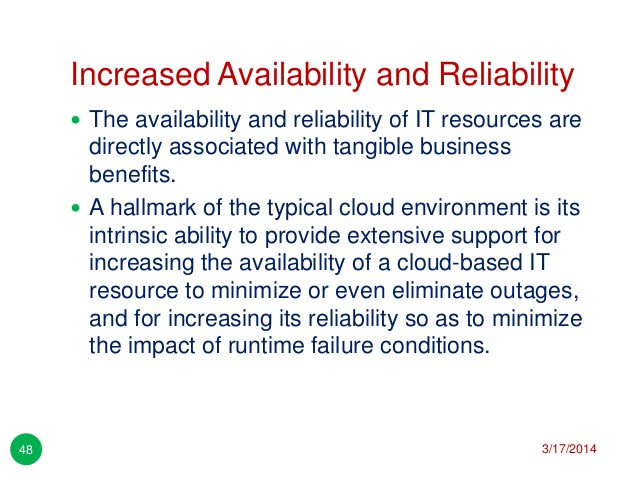 Increased Availability and Reliability
• The availability and reliability of IT resources are
directly associated with tangible business
benefits.
• A hallmark of the typical cloud environment is its
intrinsic ability to provide extensive support for
increasing the availability of a cloud-based IT
resource to minimize or even eliminate outages,
and for increasing its reliability so as to minimize
the impact of runtime failure conditions.
48
3/17/2014